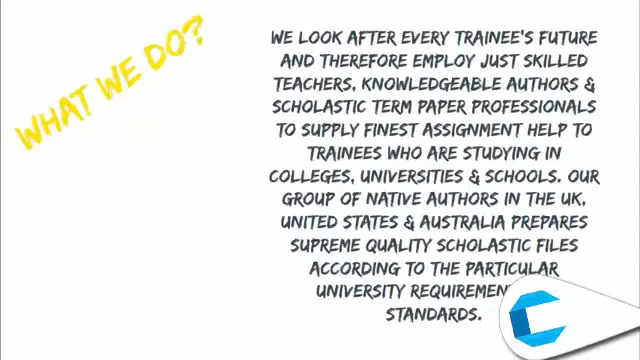 WHAT WE DO?
WE LOOK AFTER EVERY TRAINEE'S FUTURE
AND THEREFORE EMPLOY JUST SKILLED
TEACHERS, KNOWLEDGEABLE AUTHORS &
SCHOLASTIC TERM PAPER PROFESSIONALS
TO SUPPLY FINEST ASSIGNMENT HELP TO
TRAINEES WHO ARE STUDYING IN
COLLEGES, UNIVERSITIES & SCHOOLS. OUR
GROUP OF NATIVE AUTHORS IN THE UK,
UNITED STATES & AUSTRALIA PREPARES
SUPREME QUALITY SCHOLASTIC FILES
ACCORDING TO THE PARTICULAR
UNIVERSITY
STANDARDS.